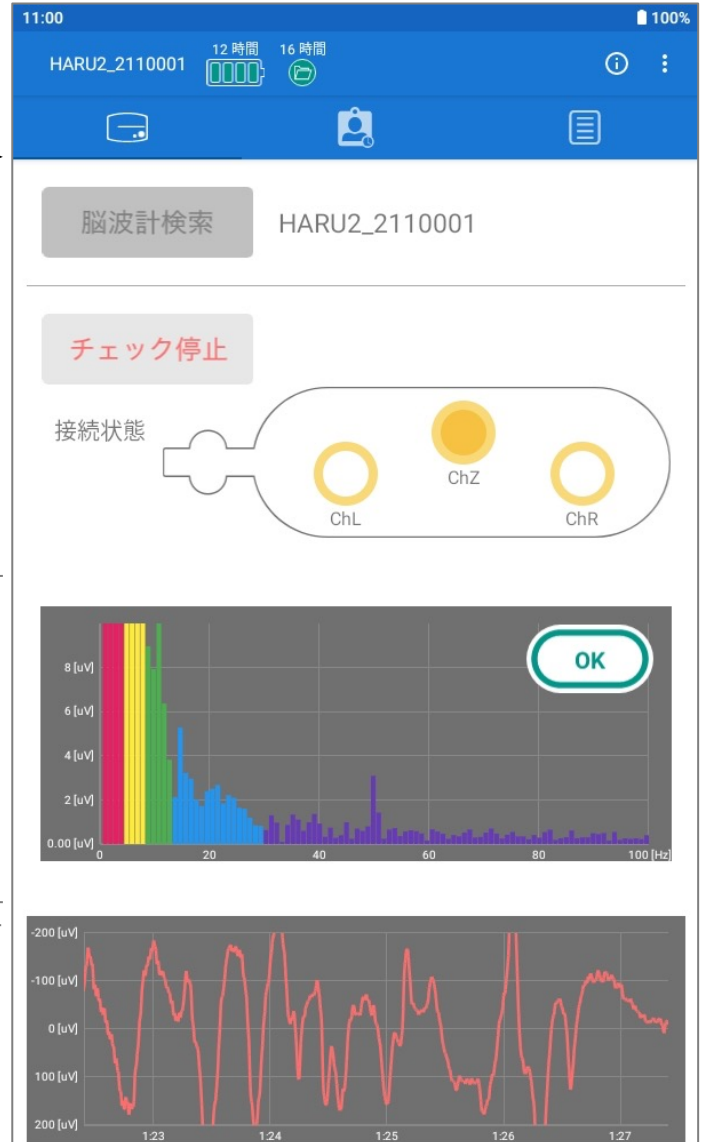 11:00 100%
12 時間 16 時間
HARU2_2110001
脳波計検索 HARU2_2110001
チェック停止
接続状態
ChZ
ChL ChR
OK
8 [uV]
6 [uV]
4 [uV]
2 [uV]
0.00 [uV]
0 20 40 60 80 100 [Hz]
-200 [uV]
-100 [uV]
0 [uV]
100 [uV]
200 [uV]
1:23 1:24 1:25 1:26 1:27